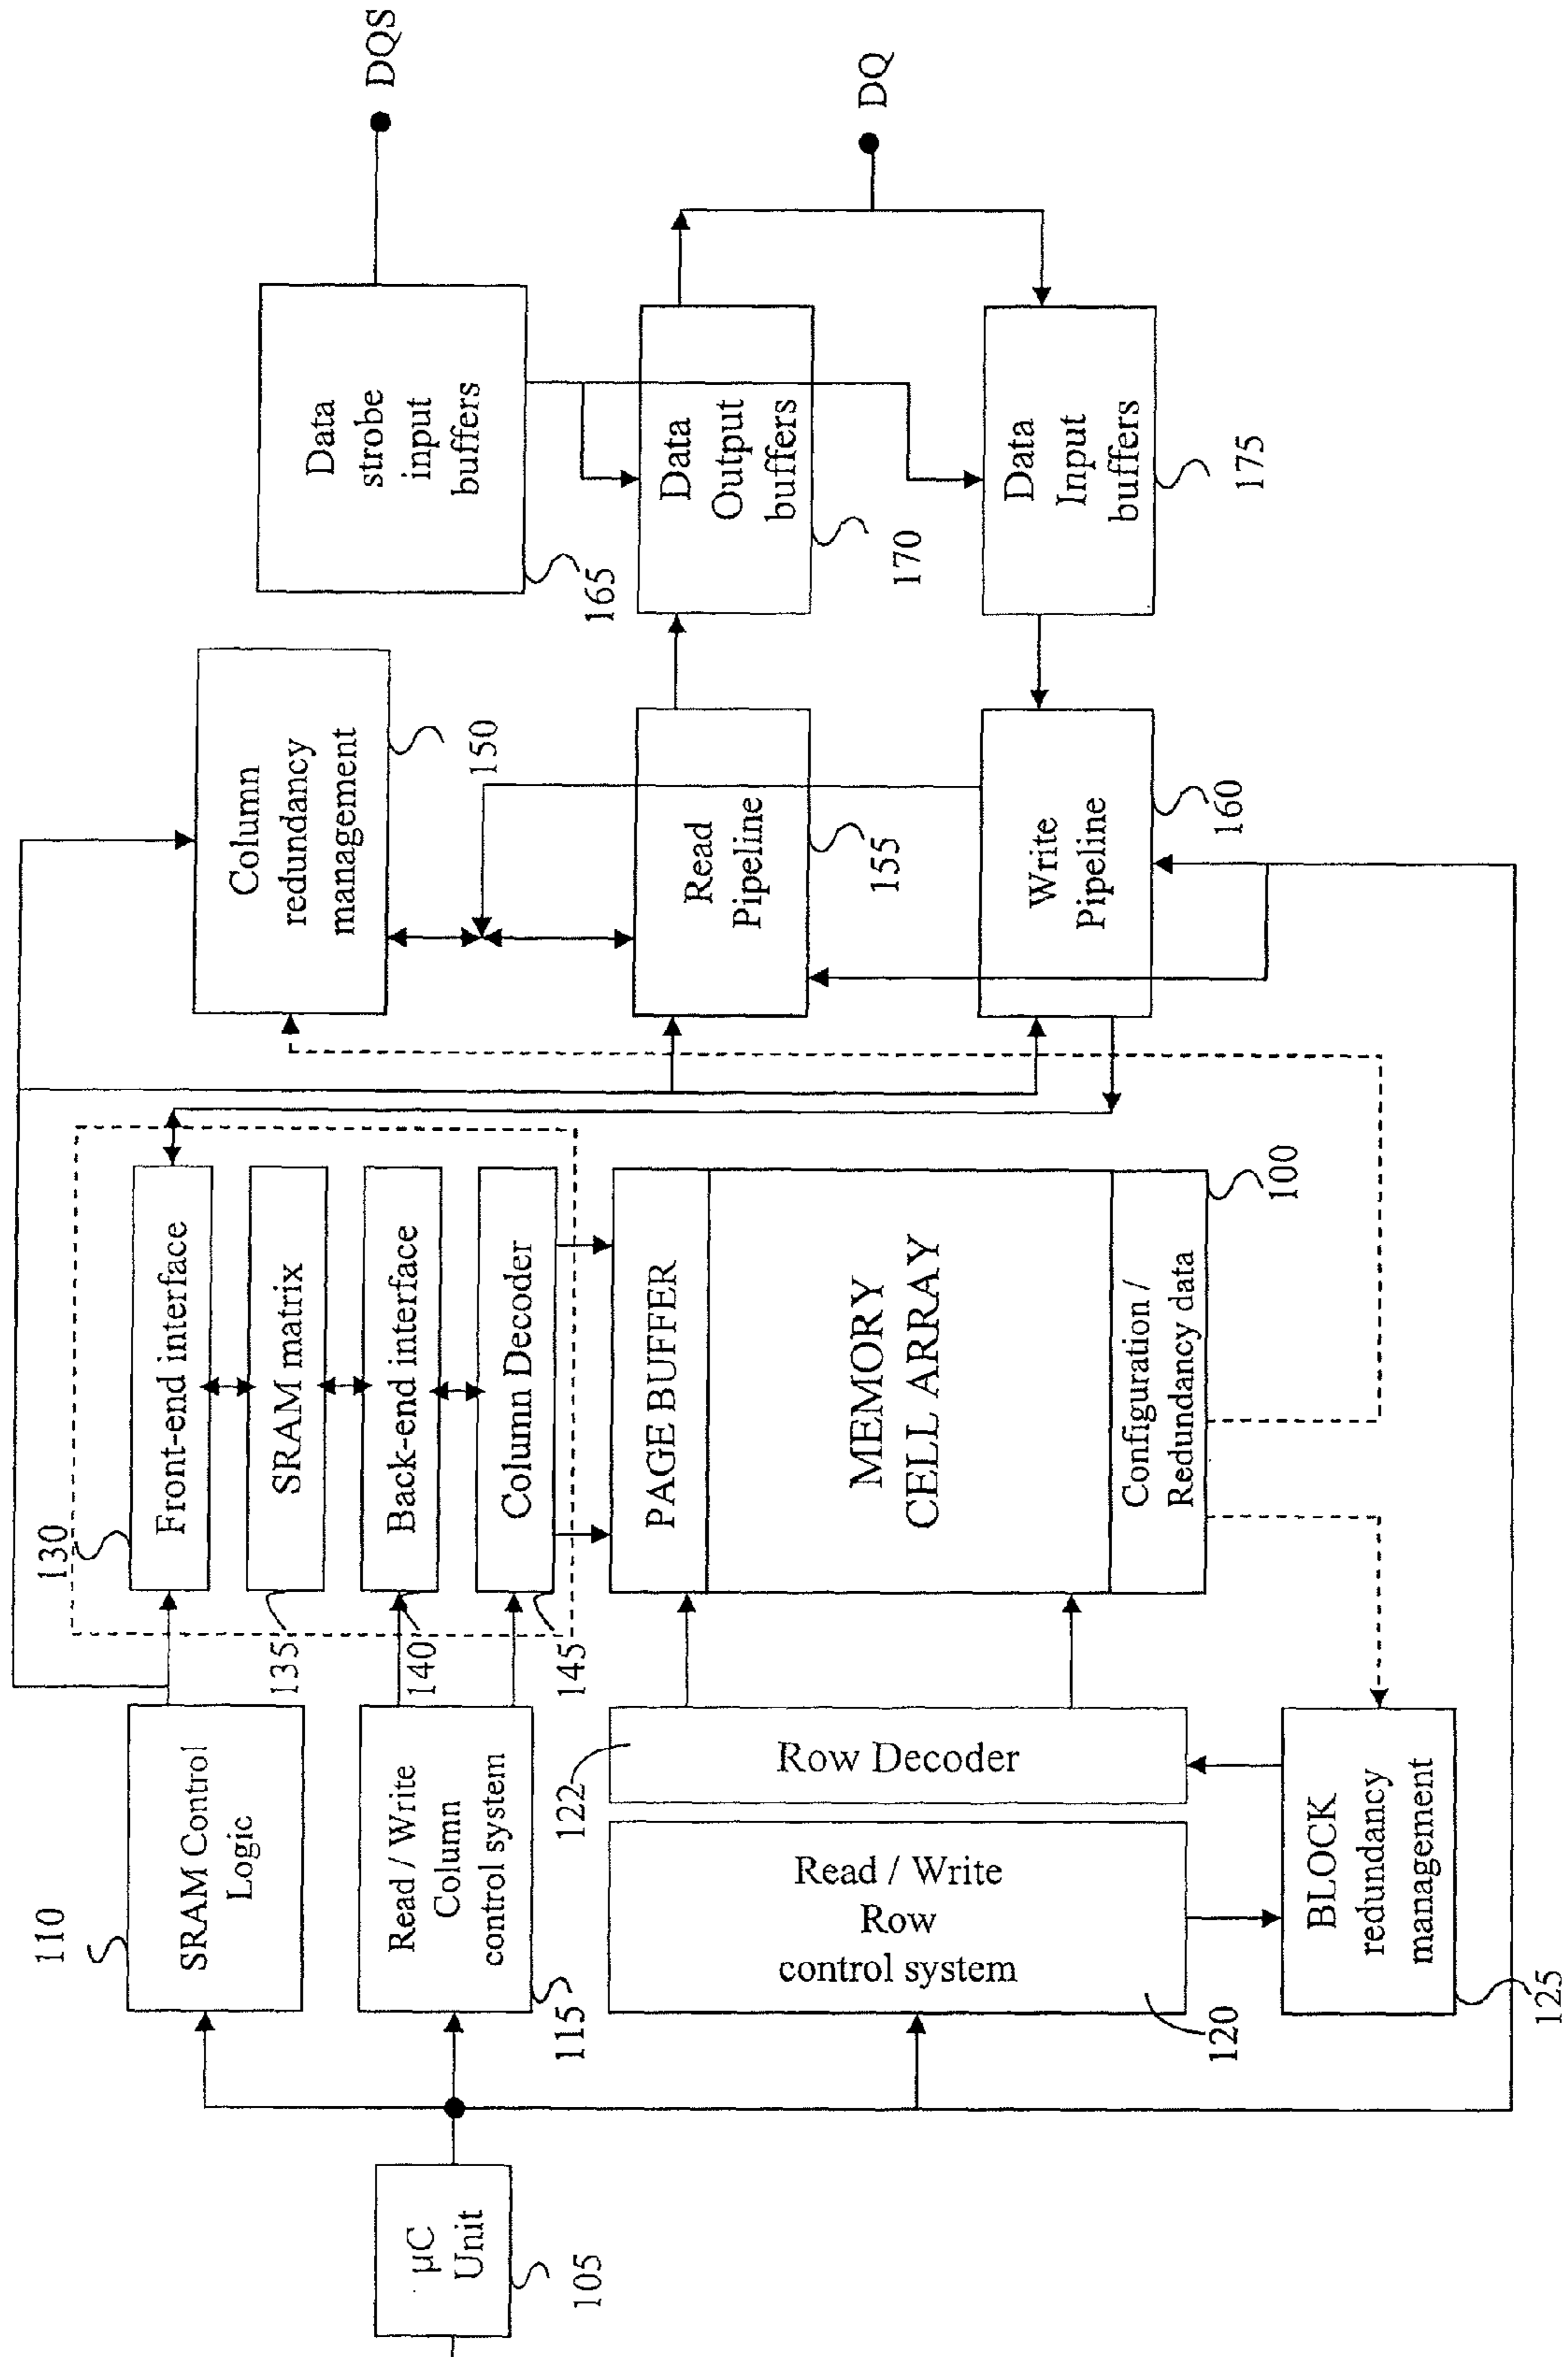 110
SRAM Control
Logic
130
Front-end interface
135
SRAM matrix
140
Back-end interface
145
Column Decoder
Column
redundancy
management
150
Data
strobe
input
buffers
165
DQS
µC
Unit
105
Read / Write
Column
control system
115
122
Row Decoder
Read / Write
Row
control system
120
BLOCK
redundancy
management
125
PAGE BUFFER
MEMORY
CELL ARRAY
Configuration /
Redundancy data
100
Read
Pipeline
155
Write
Pipeline
160
Data
Output
buffers
170
Data
Input
buffers
175
DQ